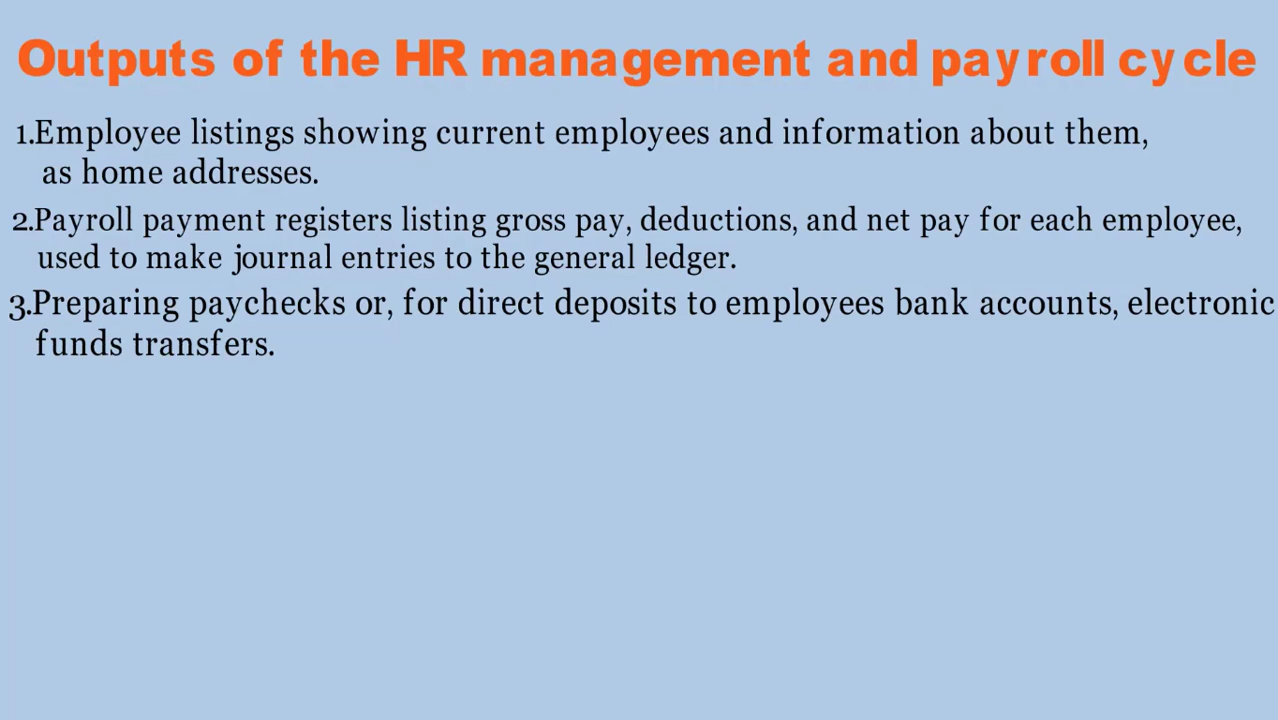 Outputs of the HR management and payroll cycle
1.Employee listings showing current employees and information about them,
as home addresses.
2.Payroll payment registers listing gross pay, deductions, and net pay for each employee,
used to make journal entries to the general ledger.
3.Preparing paychecks or, for direct deposits to employees bank accounts, electronic
funds transfers.